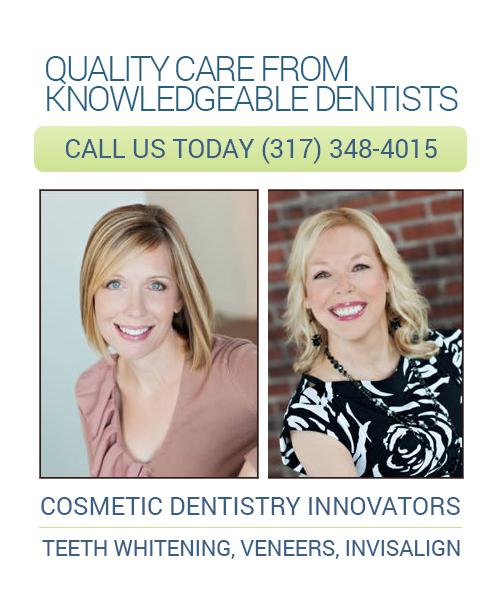 QUALITY CARE FROM
KNOWLEDGEABLE DENTISTS
CALL US TODAY (317) 348-4015
COSMETIC DENTISTRY INNOVATORS
TEETH WHITENING, VENEERS, INVISALIGN